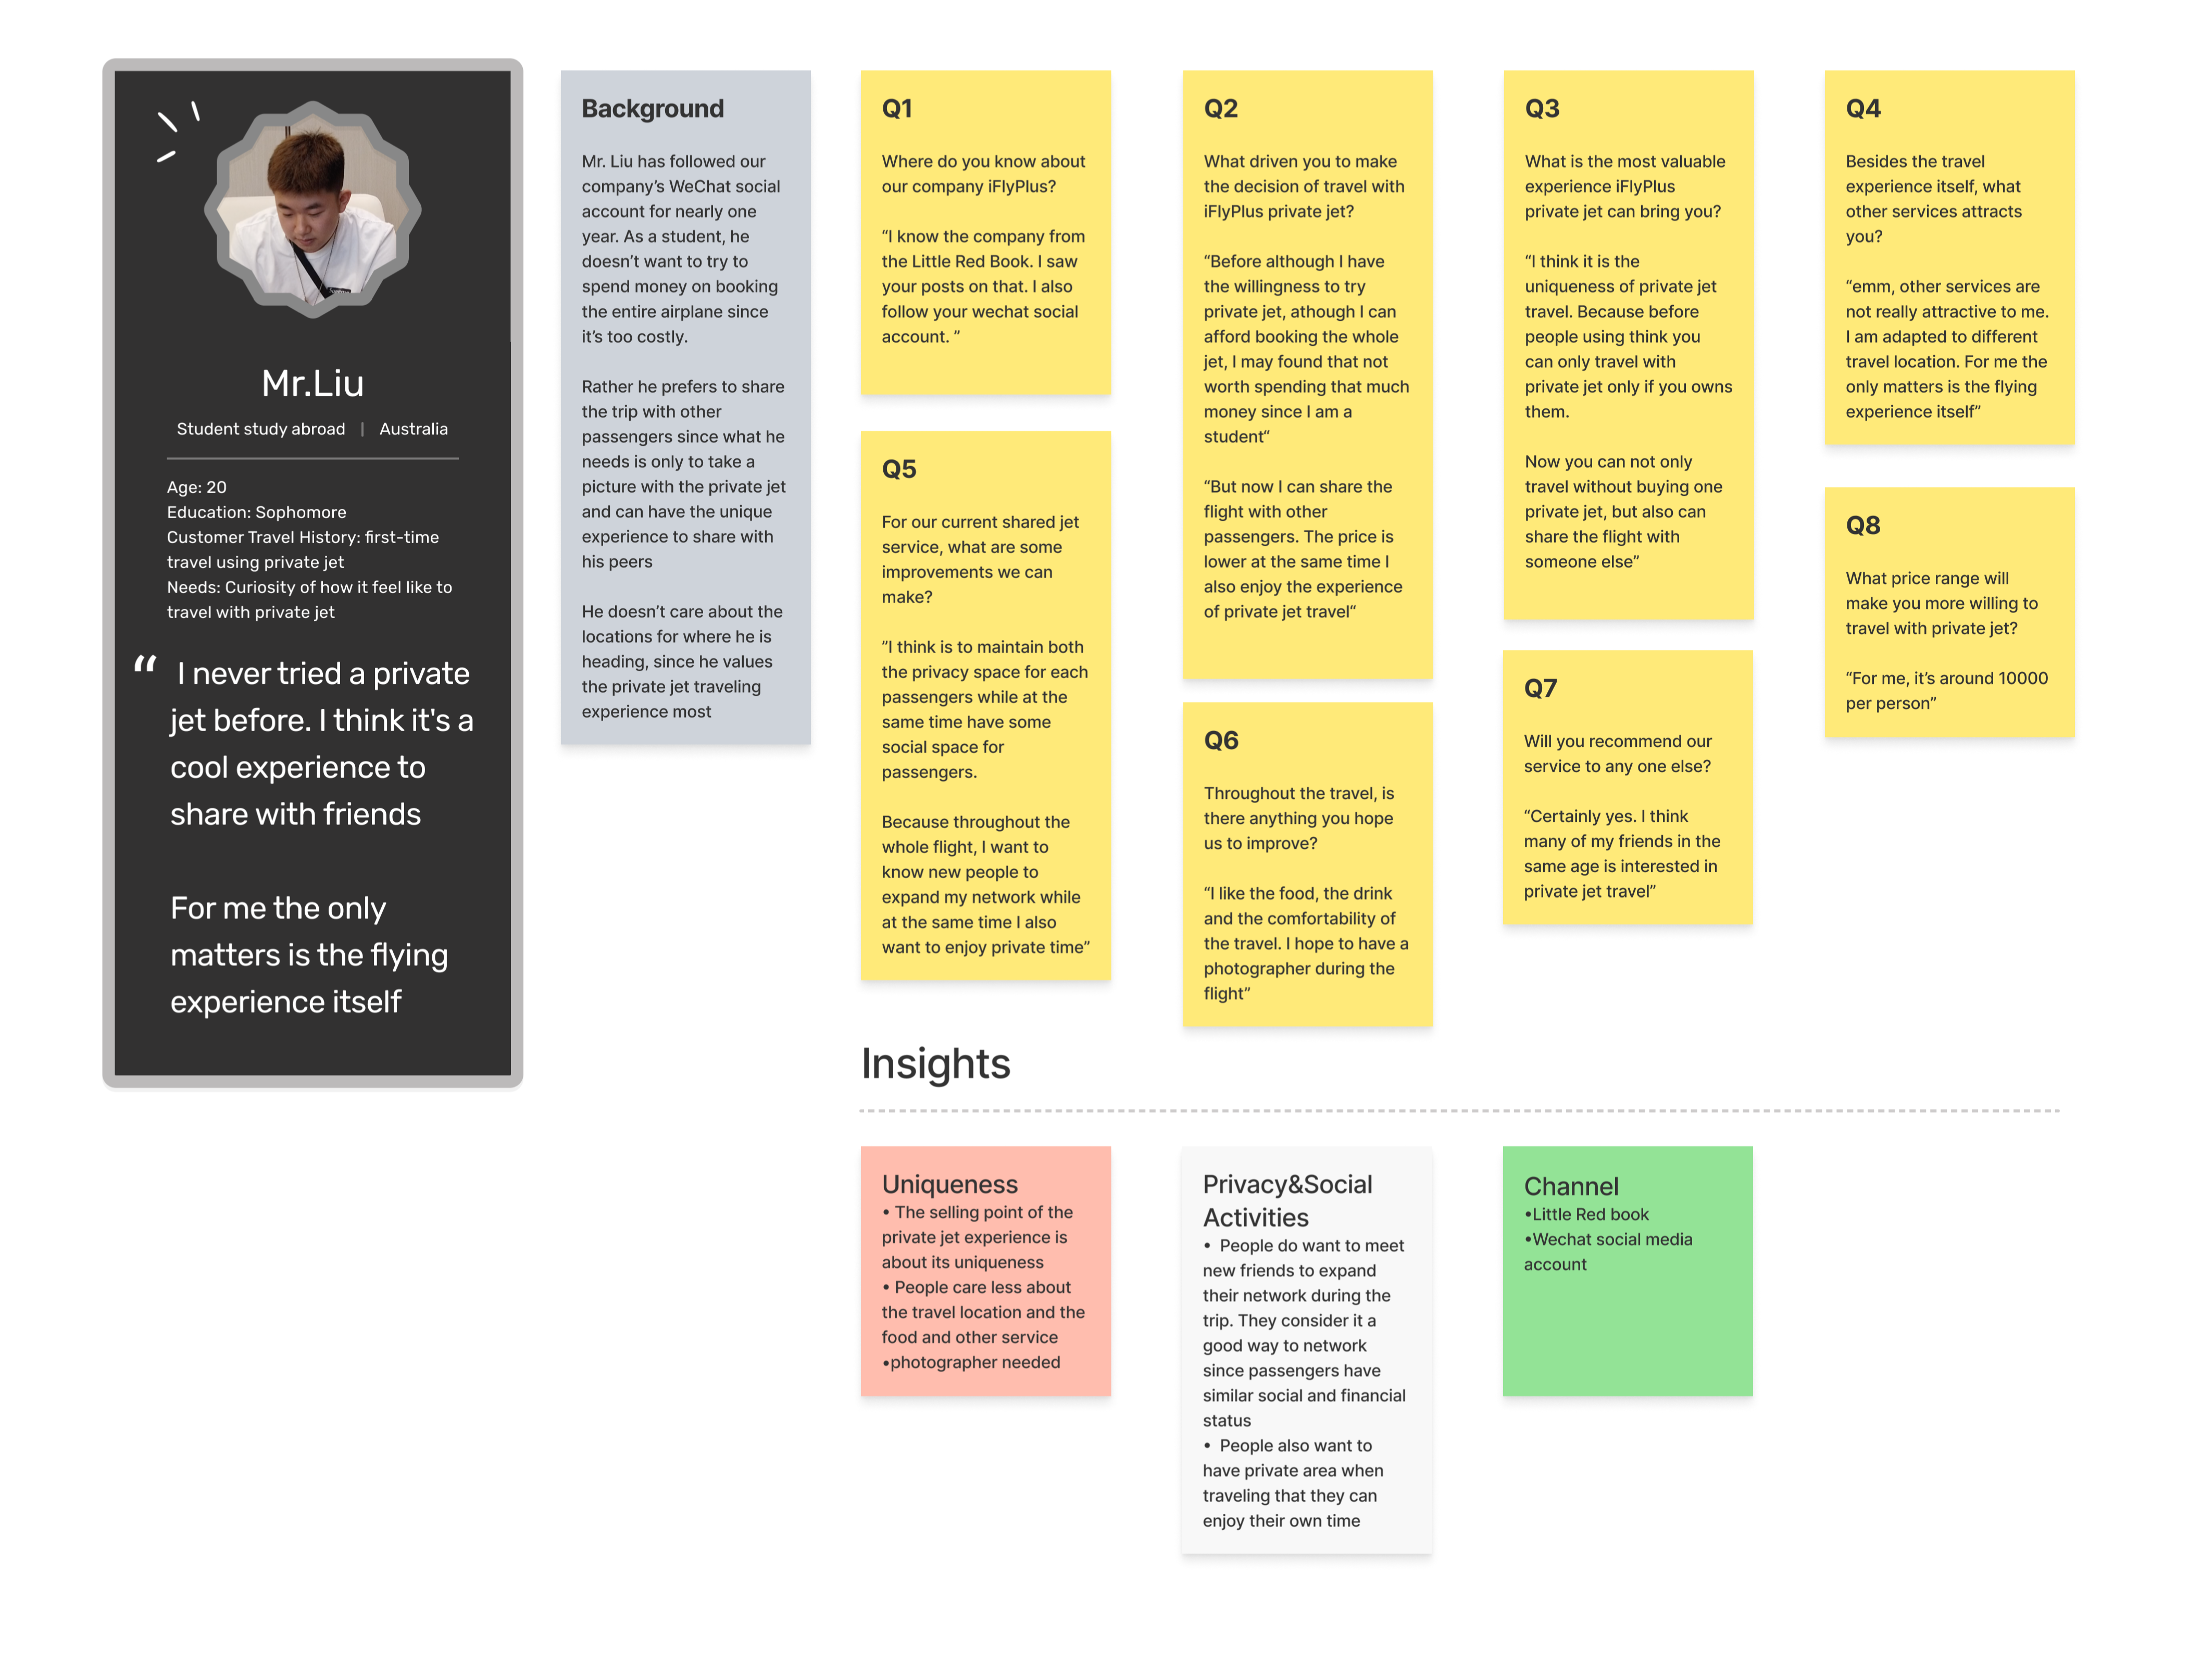 Mr.Liu
Student study abroad | Australia
Age: 20
Education: Sophomore
Customer Travel History: first-time
travel using private jet
Needs: Curiosity of how it feel like to
travel with private jet
“ I never tried a private
jet before. I think it's a
cool experience to
share with friends
For me the only
matters is the flying
experience itself
Background
Mr. Liu has followed our
company’s WeChat social
account for nearly one
year. As a student, he
doesn’t want to try to
spend money on booking
the entire airplane since
it’s too costly.
Rather he prefers to share
the trip with other
passengers since what he
needs is only to take a
picture with the private jet
and can have the unique
experience to share with
his peers
He doesn’t care about the
locations for where he is
heading, since he values
the private jet traveling
experience most
Q1
Where do you know about
our company iFlyPlus?
“I know the company from
the Little Red Book. I saw
your posts on that. I also
follow your wechat social
account. ”
Q2
What driven you to make
the decision of travel with
iFlyPlus private jet?
“Before although I have
the willingness to try
private jet, athough I can
afford booking the whole
jet, I may found that not
worth spending that much
money since I am a
student“
“But now I can share the
flight with other
passengers. The price is
lower at the same time I
also enjoy the experience
of private jet travel“
Q3
What is the most valuable
experience iFlyPlus
private jet can bring you?
“I think it is the
uniqueness of private jet
travel. Because before
people using think you
can only travel with
private jet only if you owns
them.
Now you can not only
travel without buying one
private jet, but also can
share the flight with
someone else”
Q4
Besides the travel
experience itself, what
other services attracts
you?
“emm, other services are
not really attractive to me.
I am adapted to different
travel location. For me the
only matters is the flying
experience itself”
Q5
For our current shared jet
service, what are some
improvements we can
make?
”I think is to maintain both
the privacy space for each
passengers while at the
same time have some
social space for
passengers.
Because throughout the
whole flight, I want to
know new people to
expand my network while
at the same time I also
want to enjoy private time”
Q6
Throughout the travel, is
there anything you hope
us to improve?
“I like the food, the drink
and the comfortability of
the travel. I hope to have a
photographer during the
flight”
Q7
Will you recommend our
service to any one else?
“Certainly yes. I think
many of my friends in the
same age is interested in
private jet travel”
Q8
What price range will
make you more willing to
travel with private jet?
“For me, it’s around 10000
per person”
Insights
Uniqueness
• The selling point of the
private jet experience is
about its uniqueness
• People care less about
the travel location and the
food and other service
•photographer needed
Privacy&Social
Activities
• People do want to meet
new friends to expand
their network during the
trip. They consider it a
good way to network
since passengers have
similar social and financial
status
• People also want to
have private area when
traveling that they can
enjoy their own time
Channel
•Little Red book
•Wechat social media
account